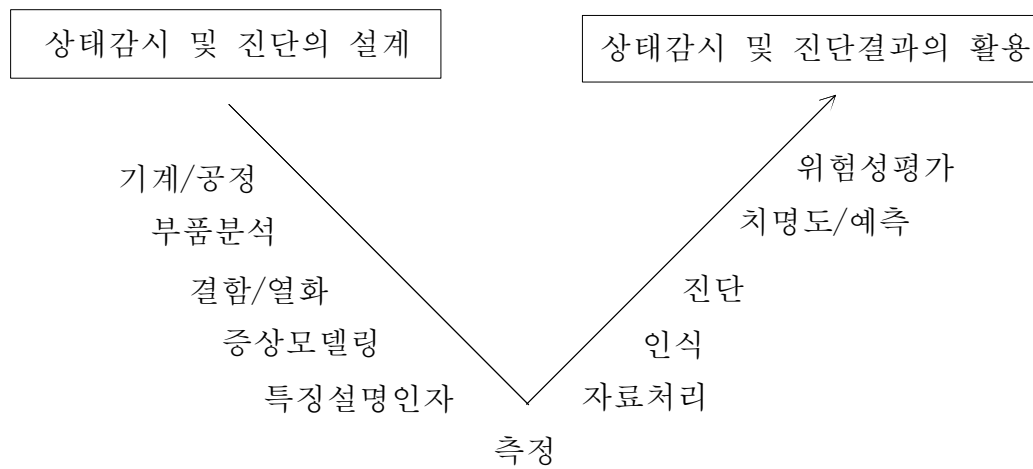 상태감시 및 진단의 설계
상태감시 및 진단결과의 활용
기계/공정
부품분석
결함/열화
증상모델링
특징설명인자
측정
자료처리
인식
진단
치명도/예측
위험성평가